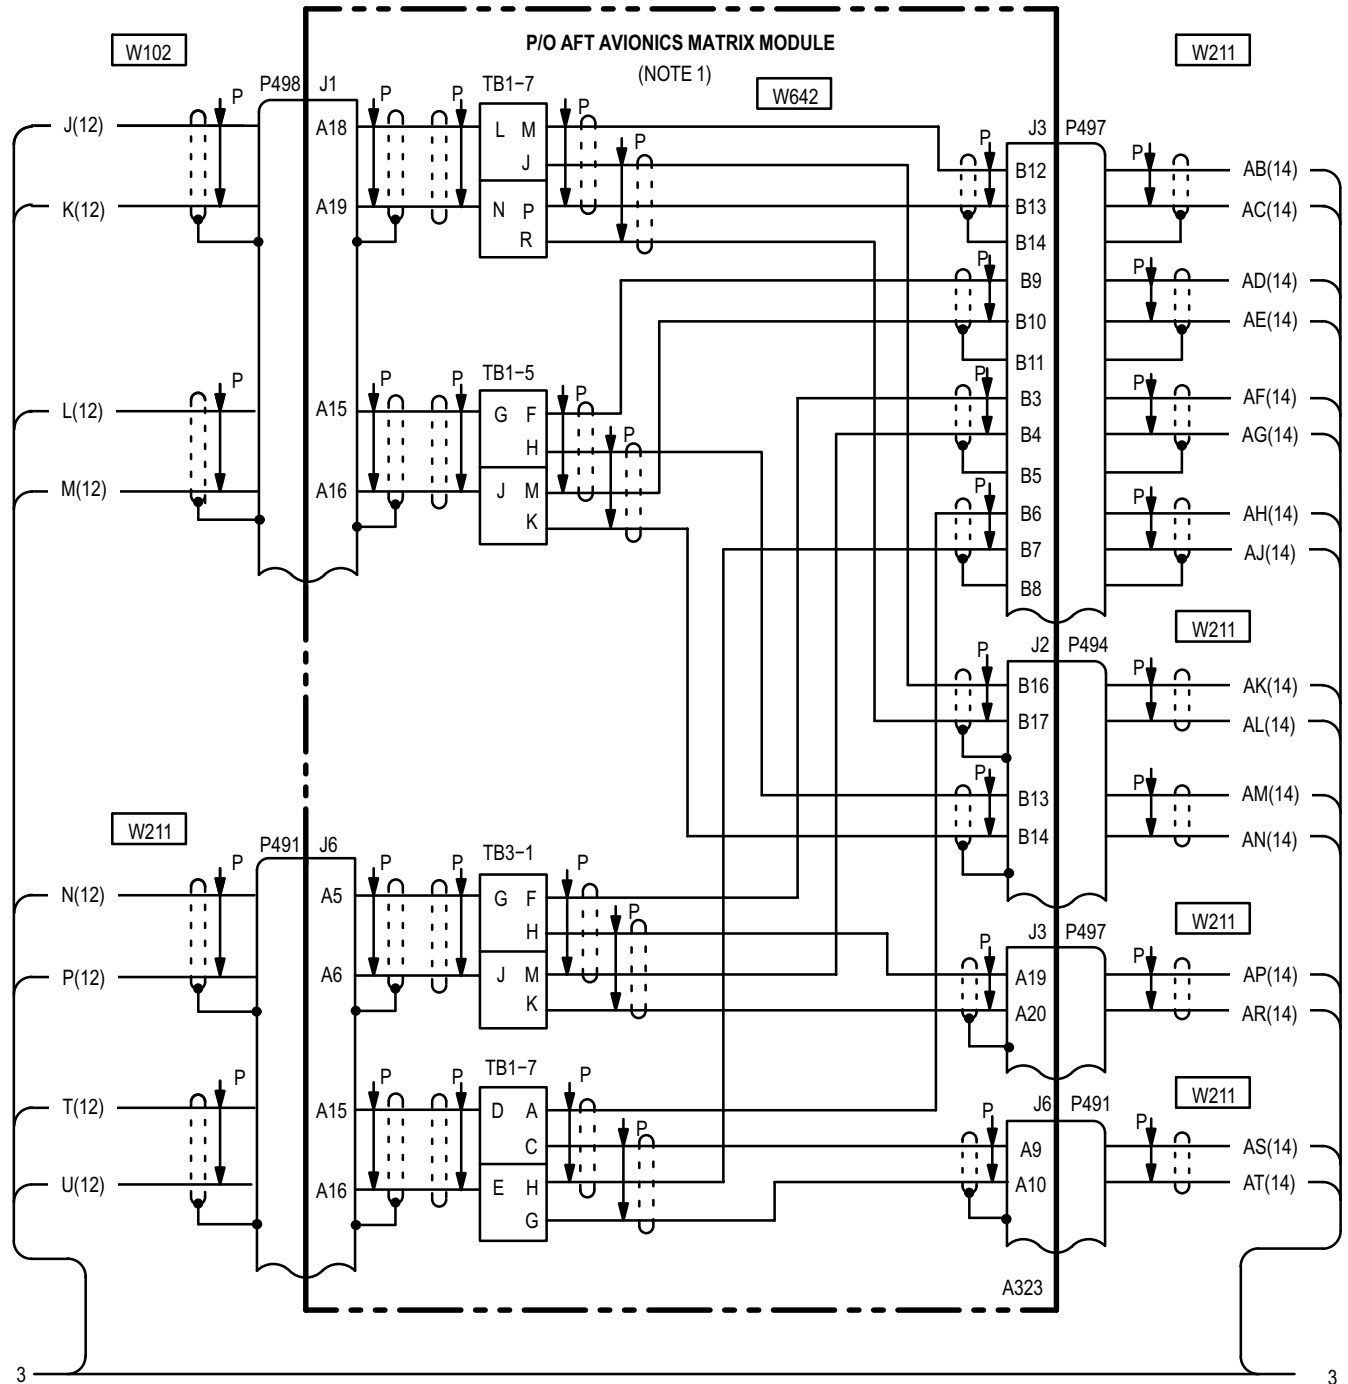 P/O AFT AVIONICS MATRIX MODULE
(NOTE 1)
W102
W642
W211
P498 J1
TB1−7
J3 P497
J(12)
P
A18
P
P
L M
J
P
P
K(12)
A19
N P
R
P
B12
B13
B14
P
AB(14)
AC(14)
P
B9
B10
B11
P
AD(14)
AE(14)
L(12)
P
A15
P
P
TB1−5
G F
H
P
P
M(12)
A16
J M
K
P
B3
B4
B5
P
AF(14)
AG(14)
P
B6
B7
B8
P
AH(14)
AJ(14)
W211
J2 P494
P
B16
B17
P
AK(14)
AL(14)
P
B13
B14
P
AM(14)
AN(14)
W211
P491 J6
TB3−1
N(12)
P
A5
P
P
G F
H
P
P
P(12)
A6
J M
K
W211
J3 P497
P
A19
A20
P
AP(14)
AR(14)
TB1−7
T(12)
P
A15
P
P
D A
C
P
P
U(12)
A16
E H
G
W211
J6 P491
P
A9
A10
P
AS(14)
AT(14)
A323
3
3